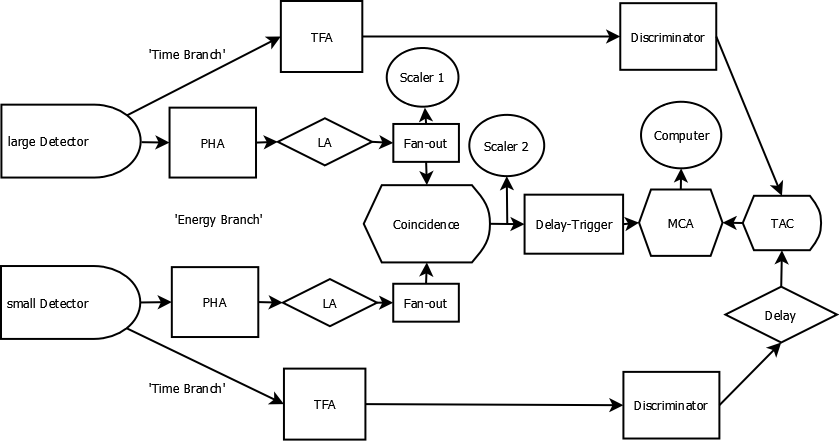 TFA
Discriminator
'Time Branch'
Scaler 1
large Detector
PHA
LA
Fan-out
Scaler 2
Computer
'Energy Branch'
Coincidence
Delay-Trigger
MCA
TAC
small Detector
PHA
LA
Fan-out
Delay
'Time Branch'
TFA
Discriminator